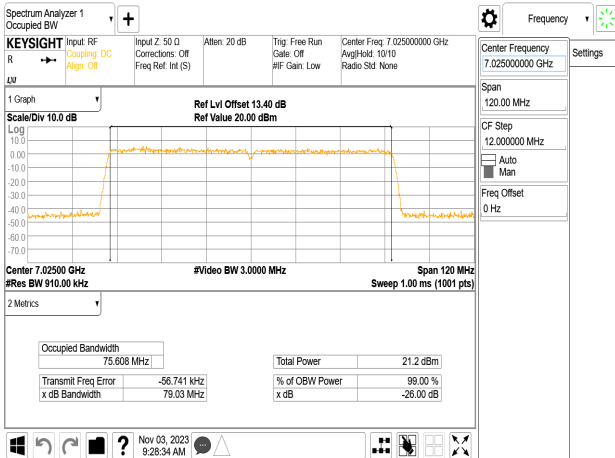 Spectrum Analyzer 1
Occupied BW
Frequency
KEYSIGHT
R
Input: RF
Coupling: DC
Align: Off
Input Z: 50 Ω
Corrections: Off
Freq Ref: Int (S)
Atten: 20 dB
Trig: Free Run
Gate: Off
#IF Gain: Low
Center Freq: 7.025000000 GHz
Avg|Hold: 10/10
Radio Std: None
Center Frequency
7.025000000 GHz
Settings
Span
120.00 MHz
CF Step
12.000000 MHz
Auto
Man
Freq Offset
0 Hz
1 Graph
Scale/Div 10.0 dB
Ref Lvl Offset 13.40 dB
Ref Value 20.00 dBm
Log
10.0
0.00
-10.0
-20.0
-30.0
-40.0
-50.0
-60.0
-70.0
Center 7.02500 GHz
#Video BW 3.0000 MHz
Span 120 MHz
#Res BW 910.00 kHz
Sweep 1.00 ms (1001 pts)
2 Metrics
Occupied Bandwidth
75.608 MHz
Total Power 21.2 dBm
Transmit Freq Error -56.741 kHz
% of OBW Power 99.00 %
x dB Bandwidth 79.03 MHz
x dB -26.00 dB
?
Nov 03, 2023
9:28:34 AM